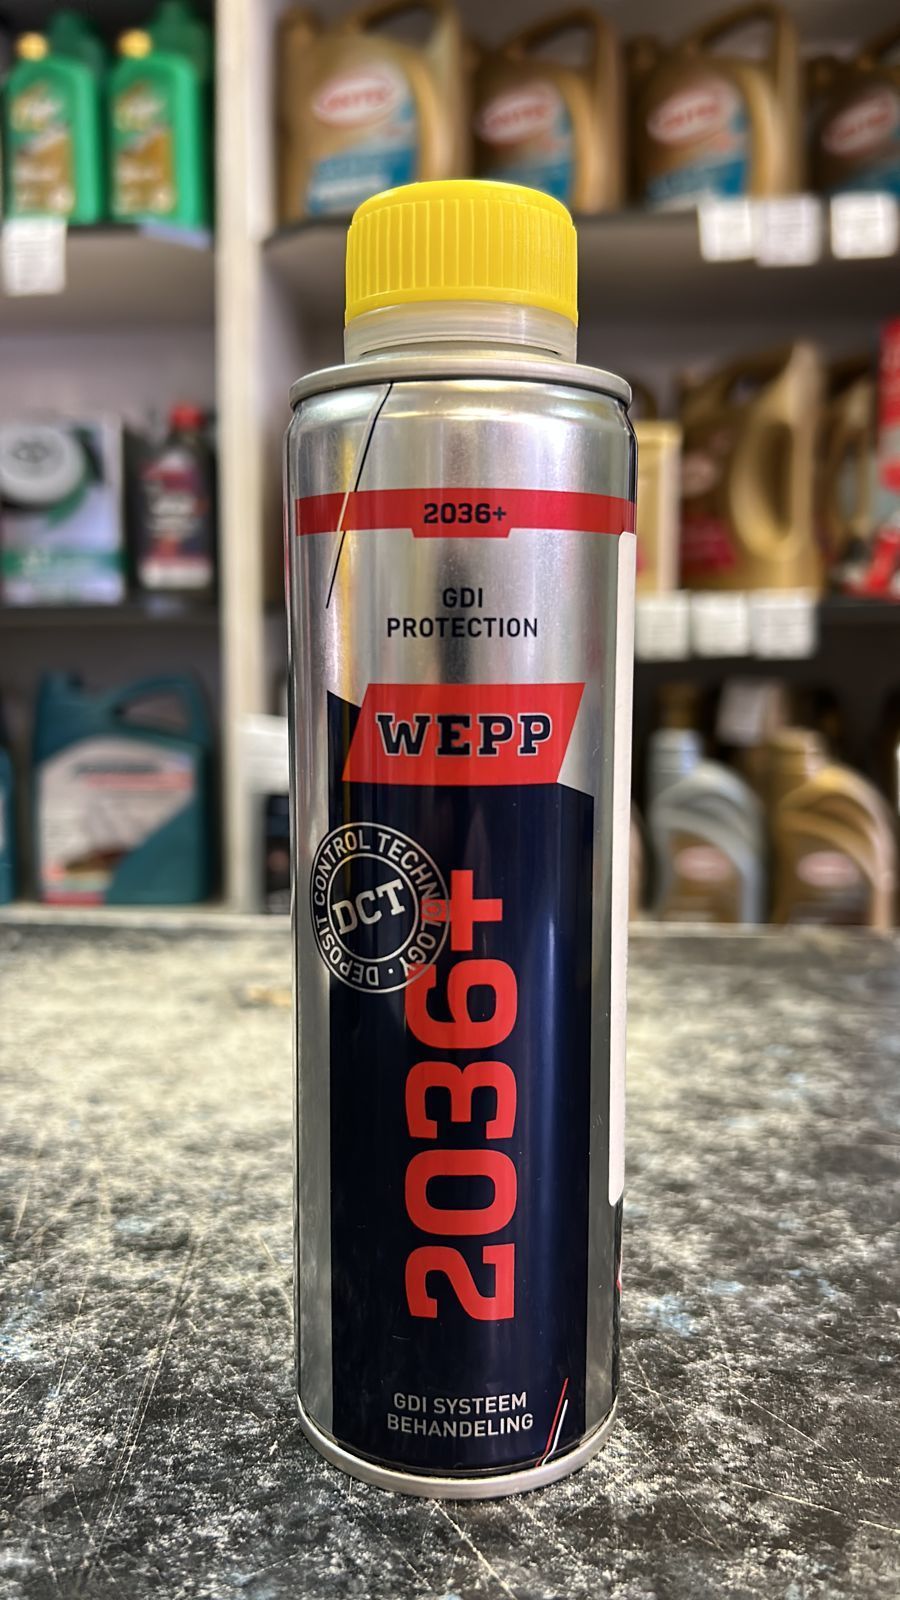 2036+
GDI
PROTECTION
WEPP
DEPOSIT CONTROL TECHNOLOGY ·
DCT
2036+
GDI SYSTEEM
BEHANDELING